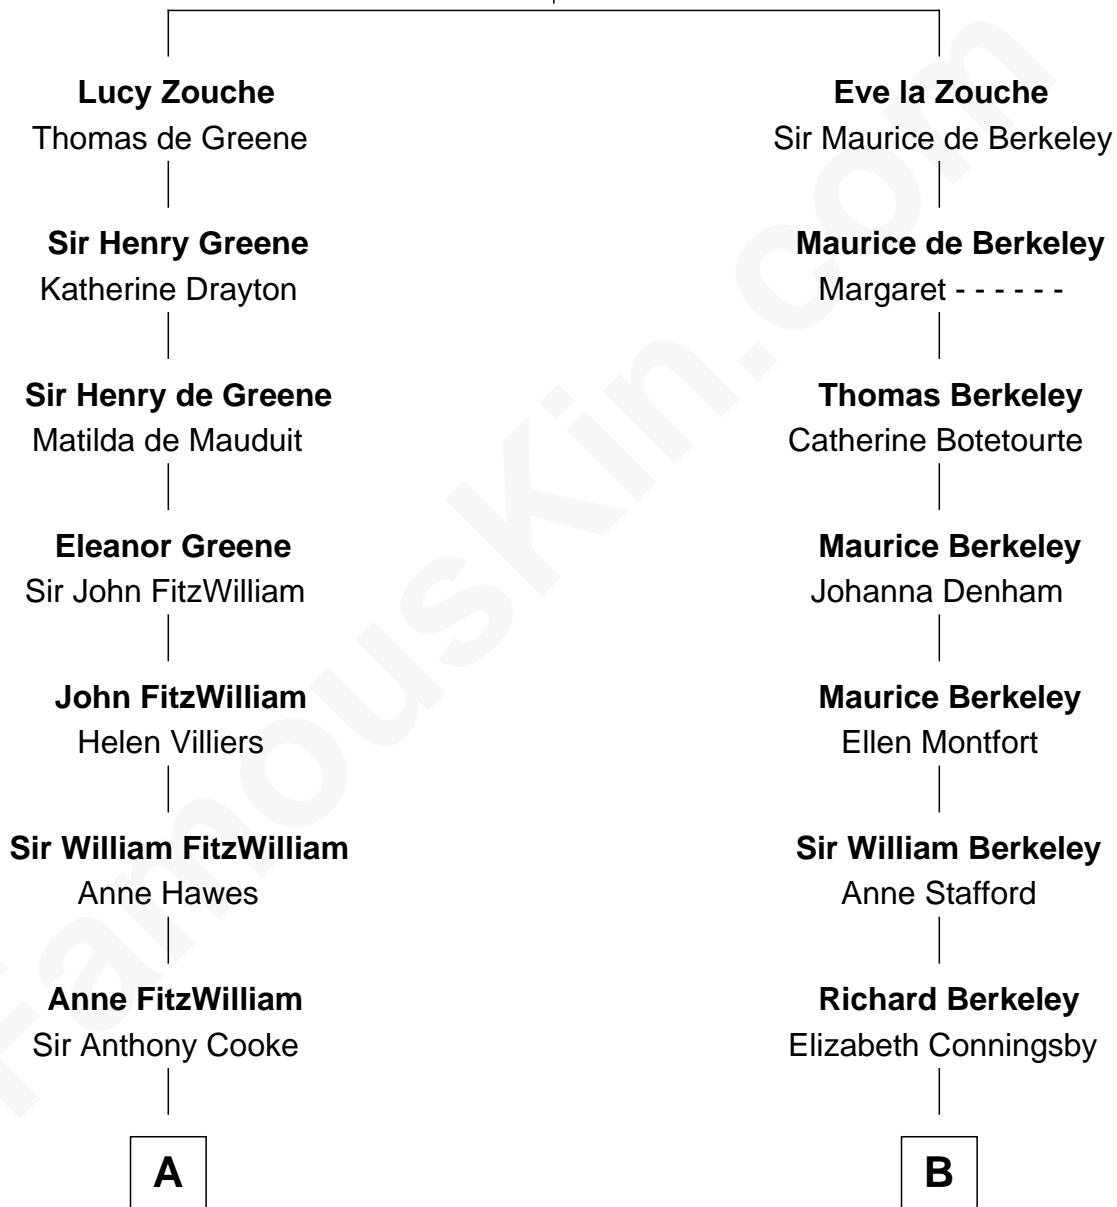 Lucy Zouche
Thomas de Greene
Sir Henry Greene
Katherine Drayton
Sir Henry de Greene
Matilda de Mauduit
Eleanor Greene
Sir John FitzWilliam
John FitzWilliam
Helen Villiers
Sir William FitzWilliam
Anne Hawes
Anne FitzWilliam
Sir Anthony Cooke
A
Eve la Zouche
Sir Maurice de Berkeley
Maurice de Berkeley
Margaret - - - - - -
Thomas Berkeley
Catherine Botetourte
Maurice Berkeley
Johanna Denham
Maurice Berkeley
Ellen Montfort
Sir William Berkeley
Anne Stafford
Richard Berkeley
Elizabeth Conningsby
B
FamousKin.com